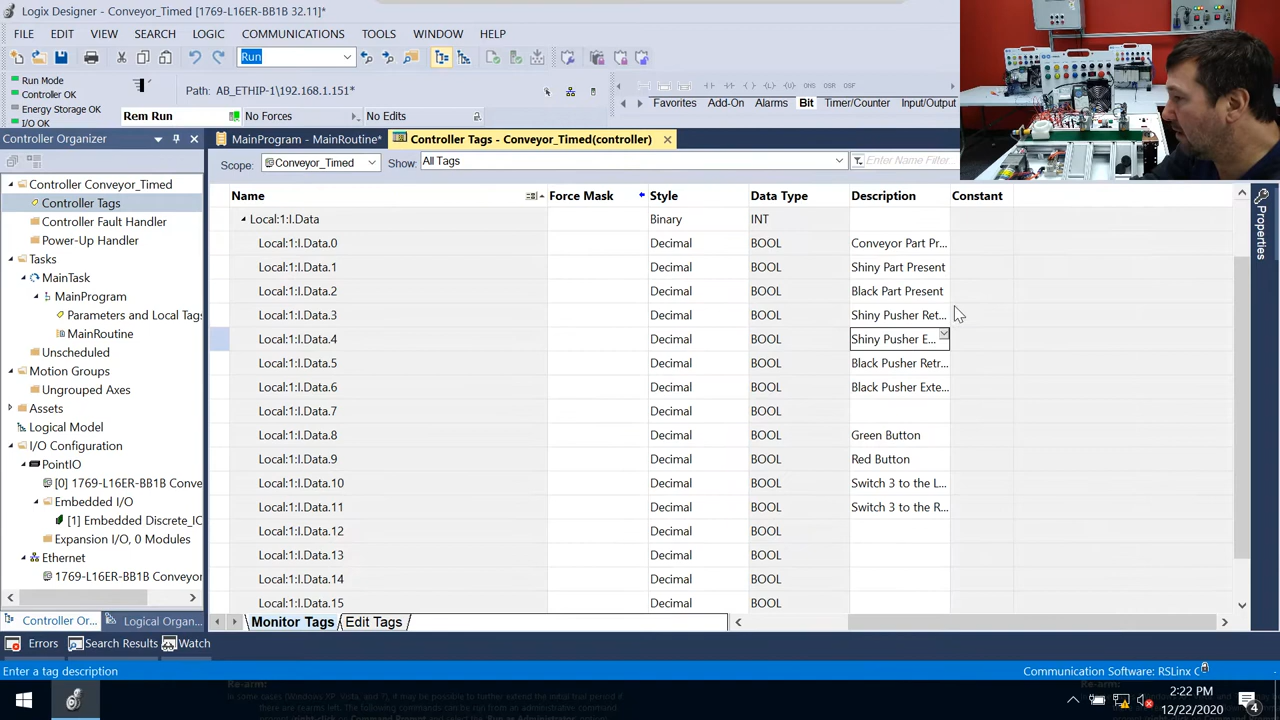 Logix Designer - Conveyor_Timed [1769-L16ER-BB1B 32.11]*
FILE EDIT VIEW SEARCH LOGIC COMMUNICATIONS TOOLS WINDOW HELP
Run
Run Mode
Controller OK
Energy Storage OK
I/O OK
Path: AB_ETHIP-1\192.168.1.151*
Rem Run No Forces No Edits
Favorites Add-On Alarms Bit Timer/Counter Input/Output
Controller Organizer
MainProgram - MainRoutine*
Controller Tags - Conveyor_Timed(controller)
Scope: Conveyor_Timed Show: All Tags Enter Name Filter...
Controller Conveyor_Timed
Controller Tags
Controller Fault Handler
Power-Up Handler
Tasks
MainTask
MainProgram
Parameters and Local Tags
MainRoutine
Unscheduled
Motion Groups
Ungrouped Axes
Assets
Logical Model
I/O Configuration
PointIO
[0] 1769-L16ER-BB1B Conve
Embedded I/O
[1] Embedded Discrete_IO
Expansion I/O, 0 Modules
Ethernet
1769-L16ER-BB1B Conveyor
Name Force Mask Style Data Type Description Constant
Local:1:I.Data Binary INT
Local:1:I.Data.0 Decimal BOOL Conveyor Part Pr...
Local:1:I.Data.1 Decimal BOOL Shiny Part Present
Local:1:I.Data.2 Decimal BOOL Black Part Present
Local:1:I.Data.3 Decimal BOOL Shiny Pusher Ret...
Local:1:I.Data.4 Decimal BOOL Shiny Pusher E...
Local:1:I.Data.5 Decimal BOOL Black Pusher Retr...
Local:1:I.Data.6 Decimal BOOL Black Pusher Exte...
Local:1:I.Data.7 Decimal BOOL
Local:1:I.Data.8 Decimal BOOL Green Button
Local:1:I.Data.9 Decimal BOOL Red Button
Local:1:I.Data.10 Decimal BOOL Switch 3 to the L...
Local:1:I.Data.11 Decimal BOOL Switch 3 to the R...
Local:1:I.Data.12 Decimal BOOL
Local:1:I.Data.13 Decimal BOOL
Local:1:I.Data.14 Decimal BOOL
Local:1:I.Data.15 Decimal BOOL
Properties
Controller Or... Logical Organ...
Monitor Tags Edit Tags
Errors Search Results Watch
Enter a tag description
Communication Software: RSLinx C
Re-arm: Re-arm:
2:22 PM
12/22/2020
4